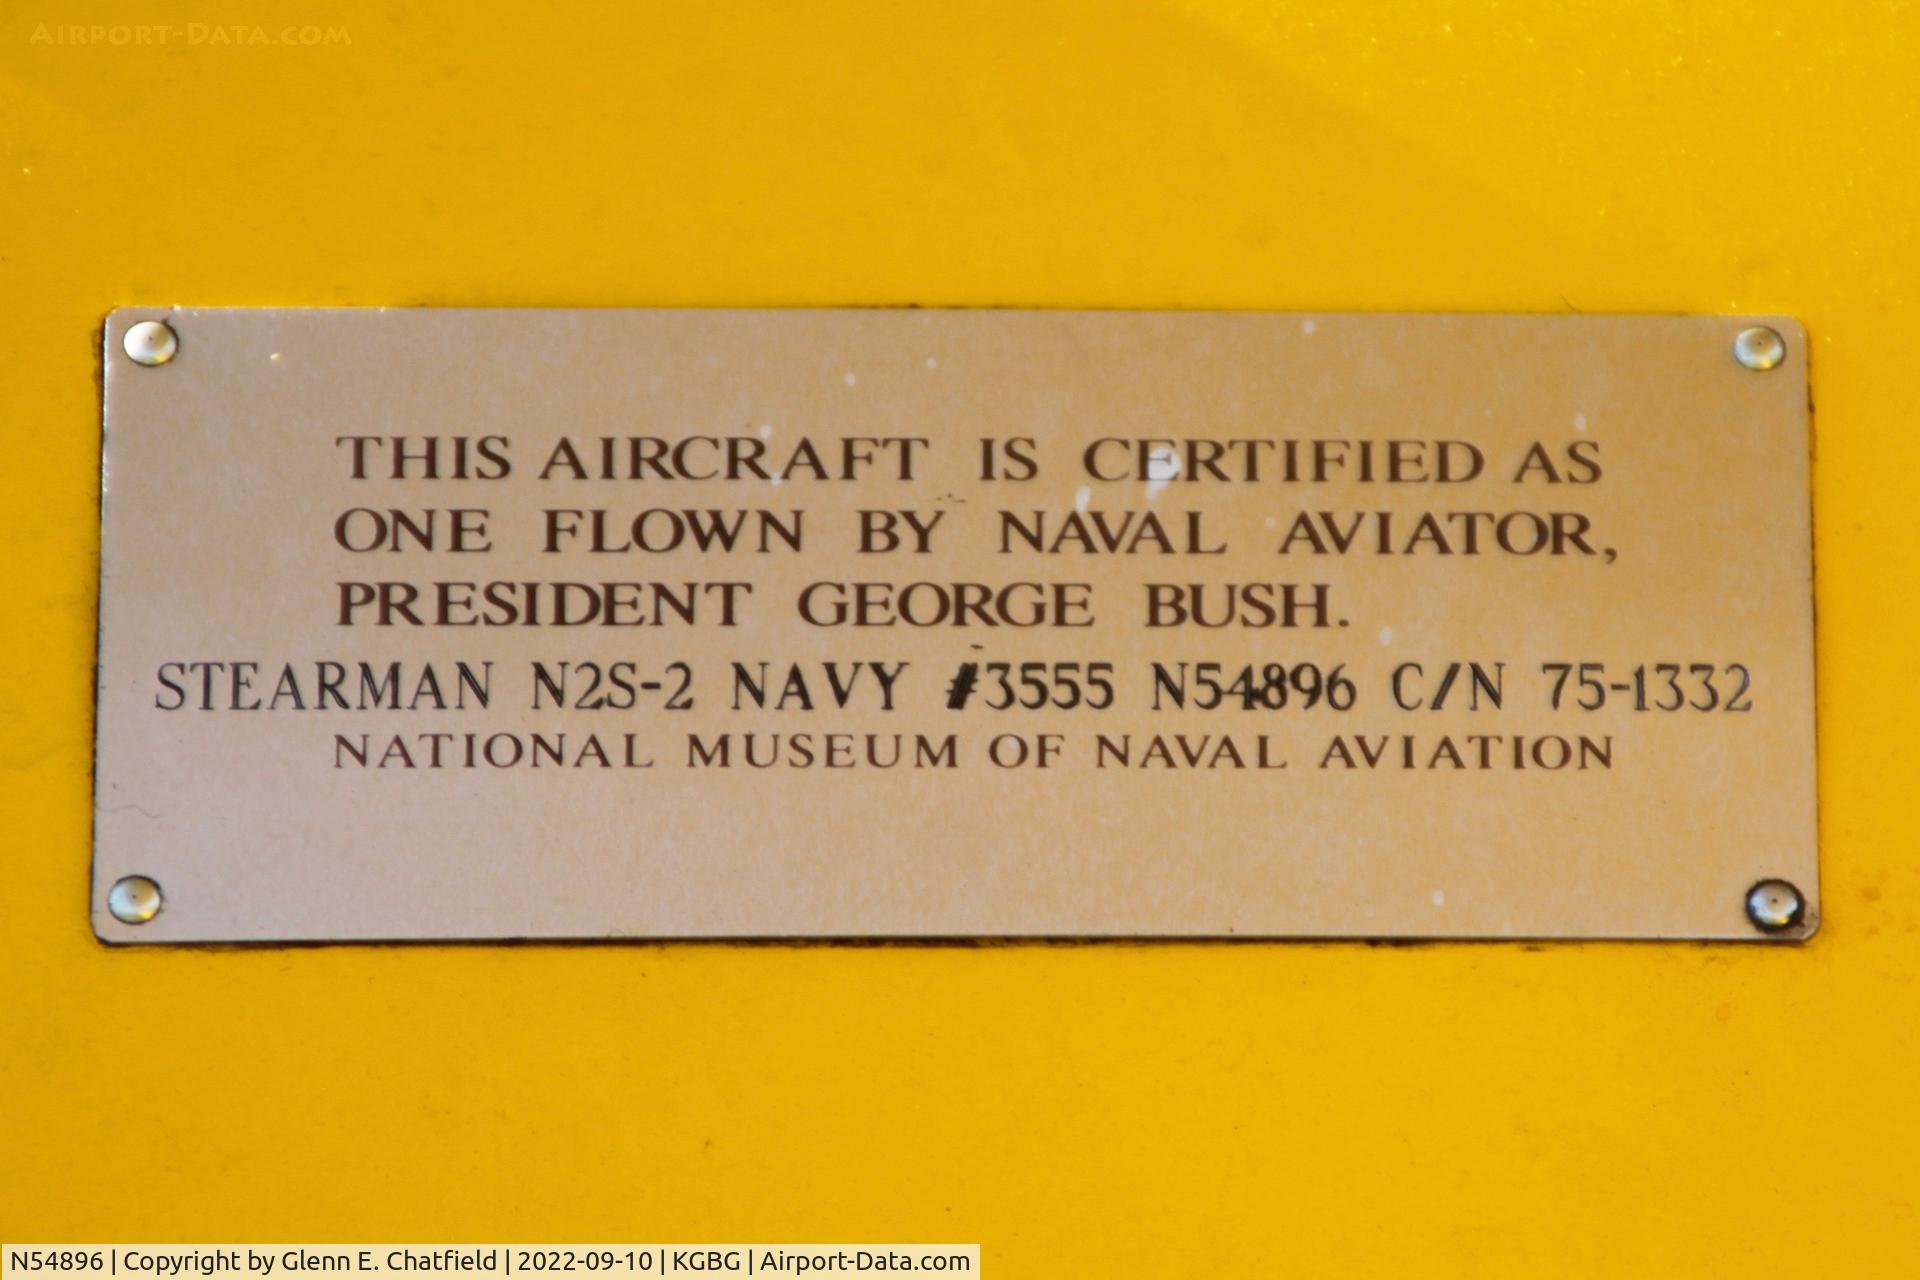 AIRPORT-DATA.COM
THIS AIRCRAFT IS CERTIFIED AS
ONE FLOWN BY NAVAL AVIATOR,
PRESIDENT GEORGE BUSH.
STEARMAN N2S-2 NAVY #3555 N54896 C/N 75-1332
NATIONAL MUSEUM OF NAVAL AVIATION
N54896 | Copyright by Glenn E. Chatfield | 2022-09-10 | KGBG | Airport-Data.com